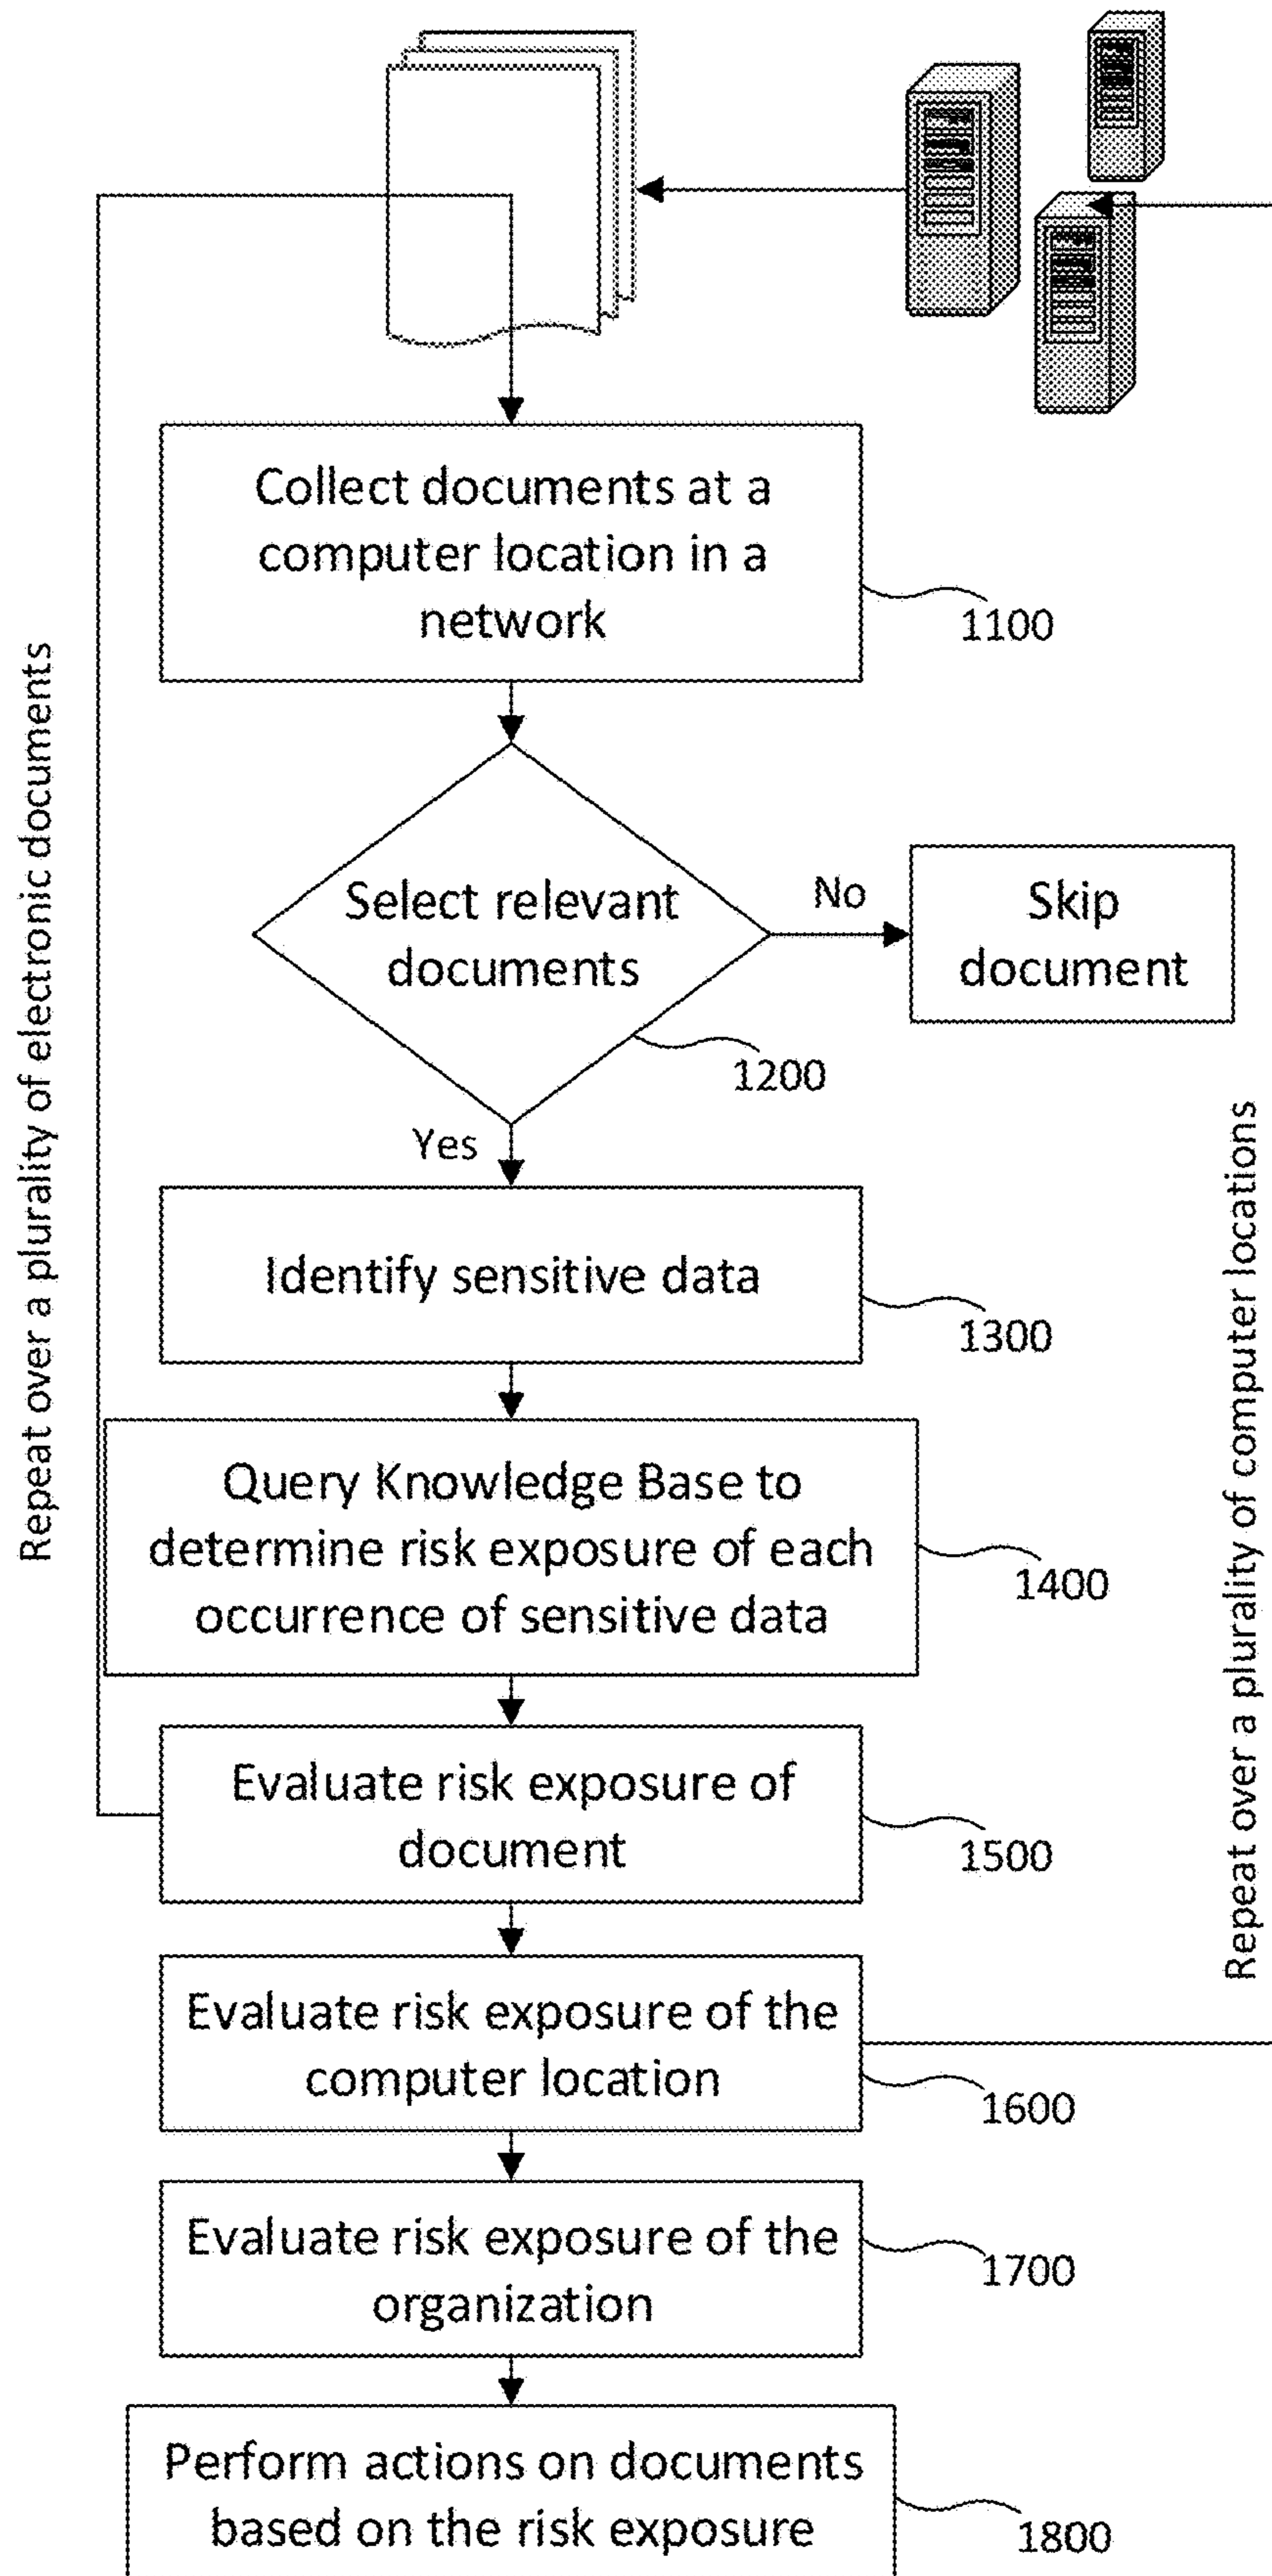 Collect documents at a
computer location in a
network
1100
Select relevant
documents
No
Skip
document
1200
Yes
Identify sensitive data
1300
Query Knowledge Base to
determine risk exposure of each
occurrence of sensitive data
1400
Evaluate risk exposure of
document
1500
Evaluate risk exposure of the
computer location
1600
Evaluate risk exposure of the
organization
1700
Perform actions on documents
based on the risk exposure
1800
Repeat over a plurality of electronic documents
Repeat over a plurality of computer locations